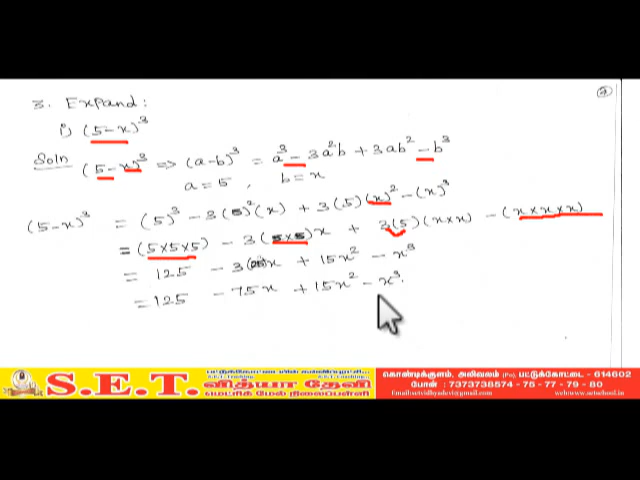 3. Expand:
i) (5-x)³
Soln
(5-x)³ ⇒ (a-b)³ = a³ - 3a²b + 3ab² - b³
a=5, b=x
(5-x)³ = (5)³ - 3(5)²(x) + 3(5)(x)² - (x)³
= (5×5×5) - 3(5×5)x + 3(5)(x×x) - (x×x×x)
= 125 - 3(25)x + 15x² - x³
= 125 - 75x + 15x² - x³.
S.E.T. வித்யா தேவி
மெட்ரிக் மேல் நிலைப்பள்ளி
கொண்டிகுளம், அலிவலம் (Po), பட்டுக்கோட்டை - 614602
போன் : 7373738574 - 75 - 77 - 79 - 80